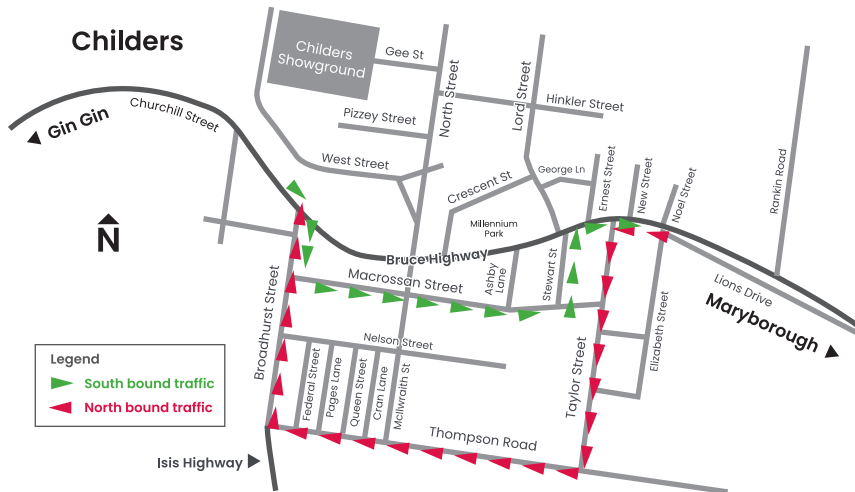 Childers
Childers
Showground
Gee St
North Street
Lord Street
Hinkler Street
Rankin Road
Churchill Street
Gin Gin
Pizzey Street
West Street
Crescent St
George Ln
Ernest Street
New Street
Noel Street
Millennium
Park
N
Bruce Highway
Macrossan Street
Ashby
Lane
Stewart St
Lions Drive
Maryborough
Broadhurst Street
Nelson Street
Elizabeth Street
Taylor Street
Legend
South bound traffic
North bound traffic
Federal Street
Pages Lane
Queen Street
Cran Lane
McIlwraith St
Thompson Road
Isis Highway